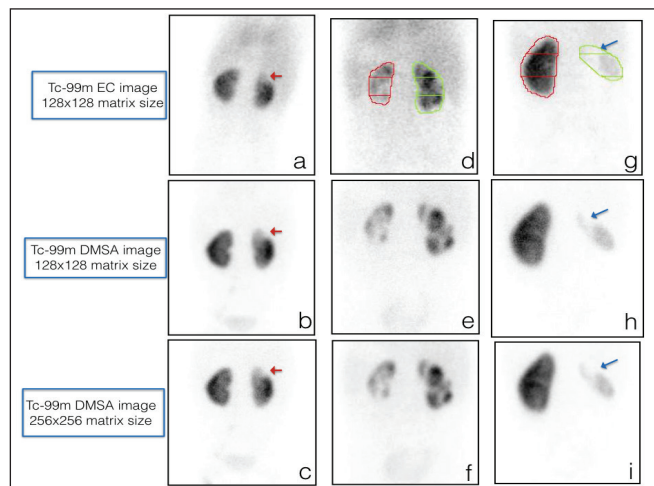 Tc-99m EC image
128x128 matrix size
a
d
g
Tc-99m DMSA image
128x128 matrix size
b
e
h
Tc-99m DMSA image
256x256 matrix size
c
f
i